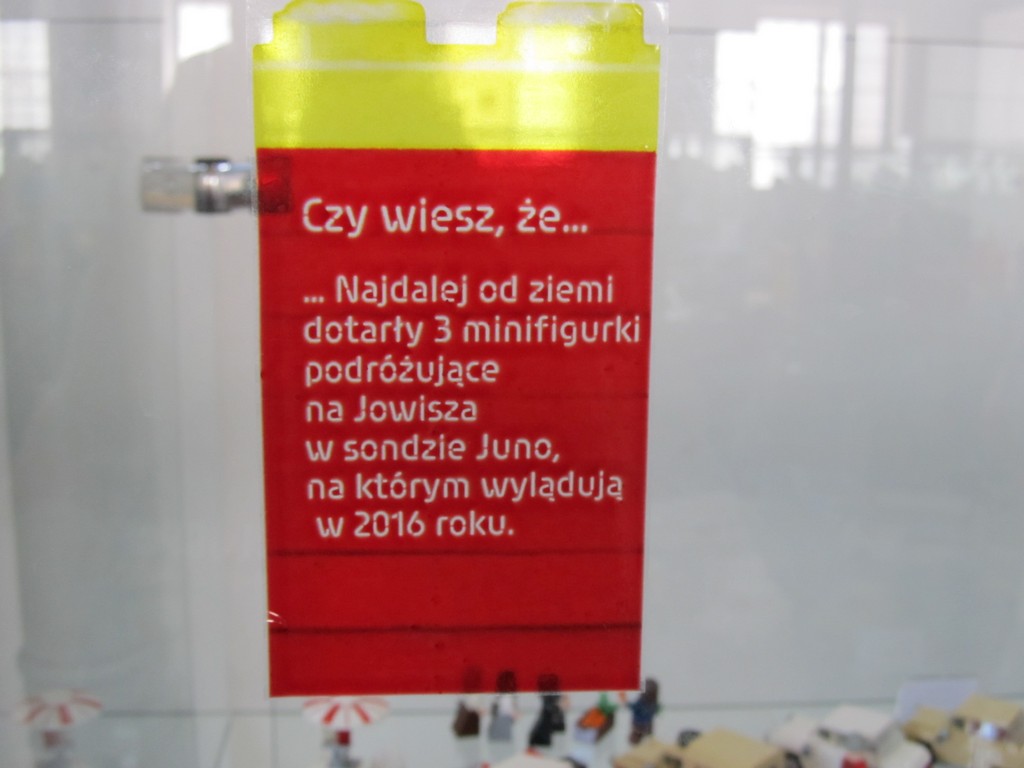 Czy wiesz, że...
... Najdalej od ziemi
dotarły 3 minifigurki
podróżujące
na Jowisza
w sondzie Juno,
na którym wylądują
w 2016 roku.